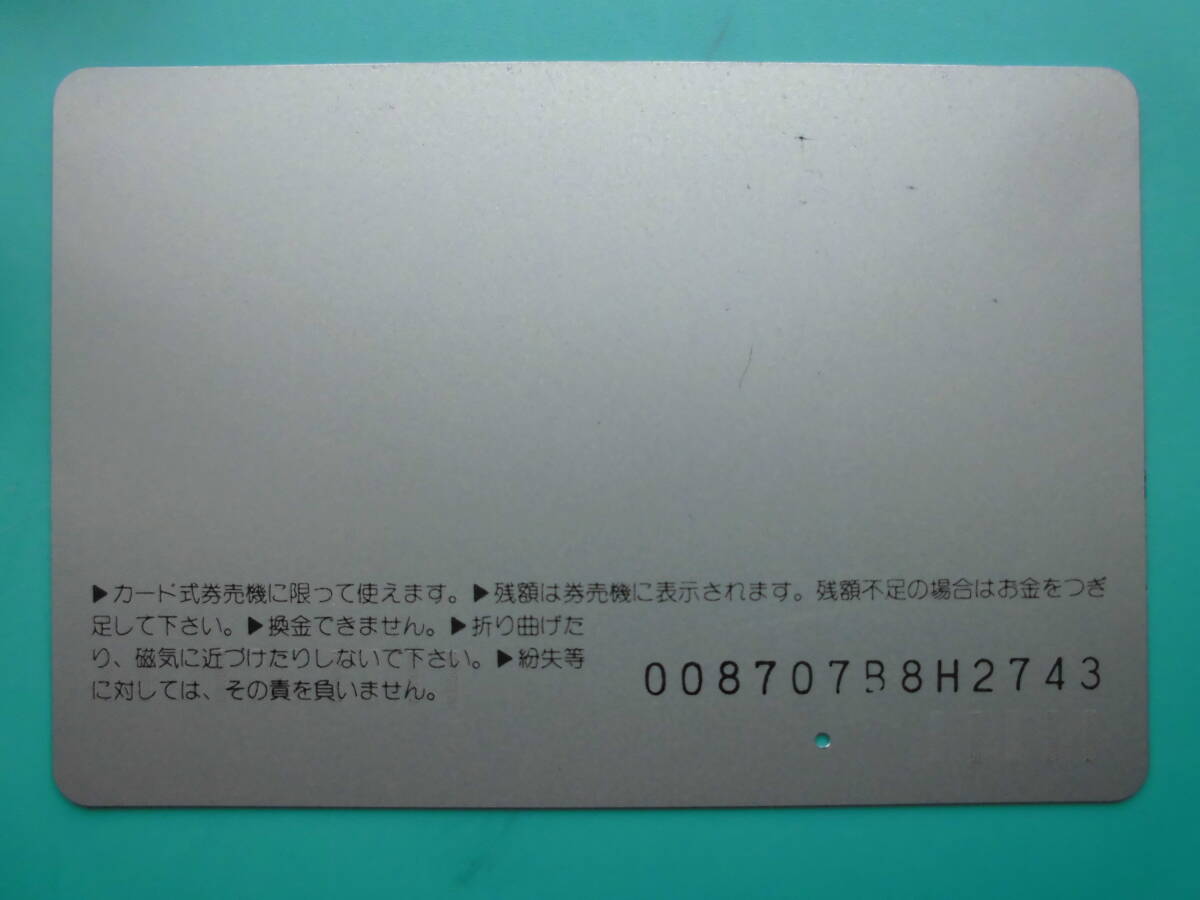 ▶カード式券売機に限って使えます。▶残額は券売機に表示されます。残額不足の場合はお金をつぎ
足して下さい。▶換金できません。▶折り曲げた
り、磁気に近づけたりしないで下さい。▶紛失等
に対しては、その責を負いません。
008707B8H2743